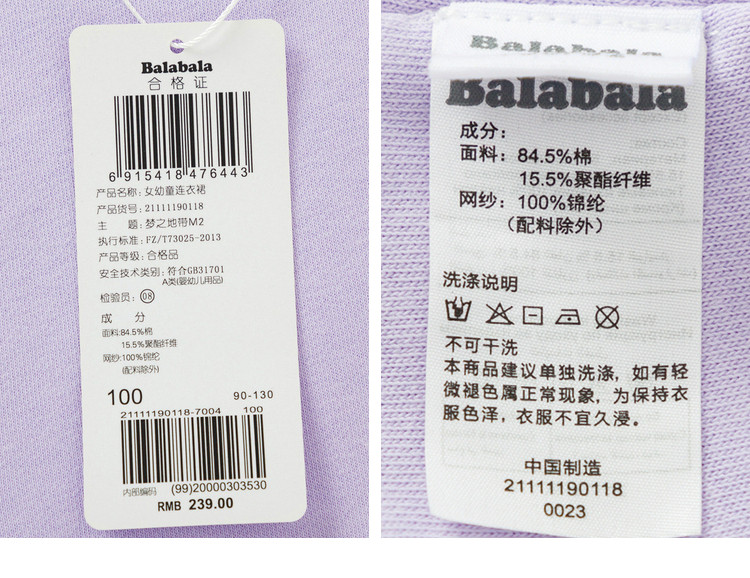 Balabala
合格证
6 915418 476443
产品名称：女幼童连衣裙
产品货号：21111190118
主 题：梦之地带M2
执行标准：FZ/T73025-2013
产品等级：合格品
安全技术类别：符合GB31701
A类(婴幼儿用品)
检验员：08
成 分
面料:84.5%棉
15.5%聚酯纤维
网纱:100%锦纶
(配料除外)
100 90-130
21111190118-7004 100
内部编码 (99)20000303530
RMB 239.00
Balabala
Balabala
成分：
面料：84.5%棉
15.5%聚酯纤维
网纱：100%锦纶
（配料除外）
洗涤说明
不可干洗
本商品建议单独洗涤，如有轻
微褪色属正常现象，为保持衣
服色泽，衣服不宜久浸。
中国制造
21111190118
0023